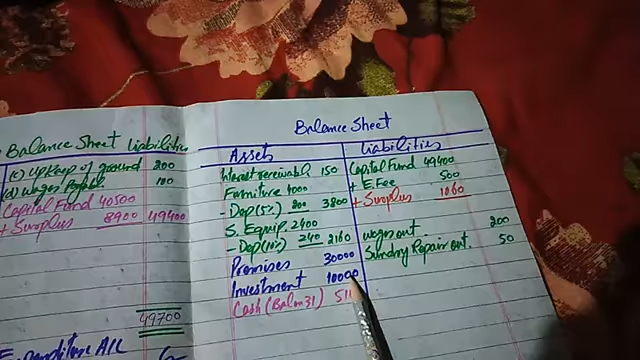 Balance Sheet Liabilities
(c) Upkeep of ground 200
(d) Wages 100
Capital Fund 40500
+ Surplus 8900 49400
49700
Expenditure A/C
Balance Sheet
Assets Liabilities
Interest receivable 150 Capital Fund 49400
Furniture 4000 + E. Fee 500
- Dep(5%) 200 3800 + Surplus 1060
S. Equip 2400
- Dep(10%) 240 2160 wages out. 200
Premises 30000 Sundry Repair out. 50
Investment 10000
Cash (Bal on 31)